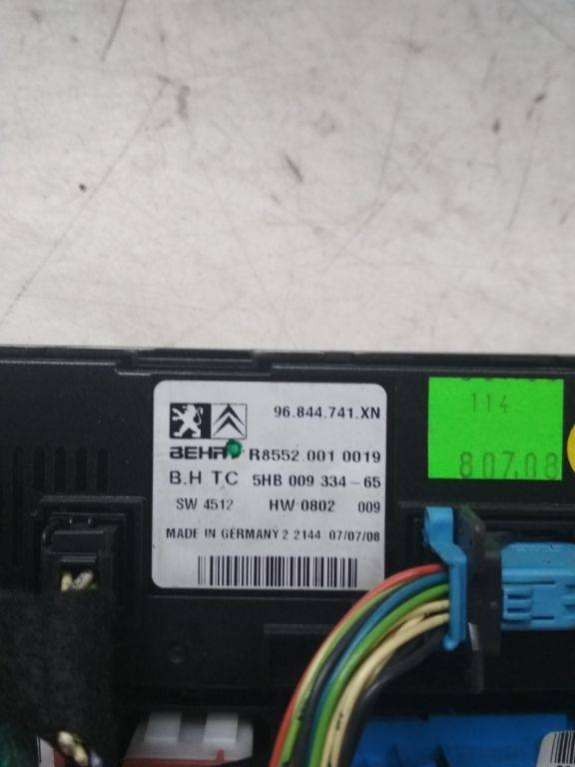 96.844.741.XN
BEHR R8552.001 0019
B.H TC 5HB 009 334-65
SW 4512 HW 0802 009
MADE IN GERMANY 2 2144 07/07/08
114
807.08